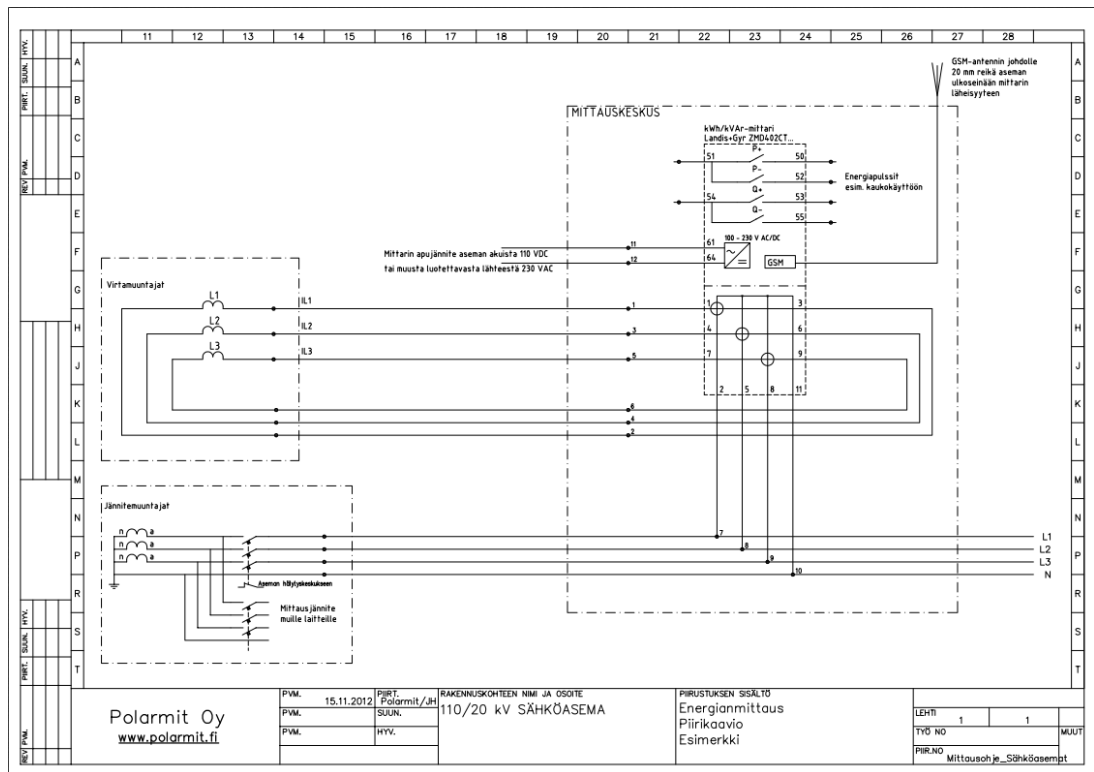 11 12 13 14 15 16 17 18 19 20 21 22 23 24 25 26 27 28
HYV.
SUUN.
PIIRT.
PVM.
REV
A
B
C
D
E
F
G
H
J
K
L
M
N
P
R
S
T
A
B
C
D
E
F
G
H
J
K
L
M
N
P
R
S
T
GSM-antennin johdolle
20 mm reikä aseman
ulkoseinään mittarin
läheisyyteen
MITTAUSKESKUS
kWh/kVAr-mittari
Landis+Gyr ZMD402CT...
P+
51 50
P-
52
Q+
54 53
Q-
55
Energiapulssit
esim. kaukokäyttöön
Mittarin apujännite aseman akuista 110 VDC
tai muusta luotettavasta lähteestä 230 VAC
11 61
12 64
100 - 230 V AC/DC
GSM
Virtamuuntajat
L1 IL1 1 1 3
L2 IL2 3 4 6
L3 IL3 5 7 9
2 5 8 11
6
4
2
Jännitemuuntajat
n a 7 L1
n a 8 L2
n a 9 L3
10 N
Aseman hälytyskeskukseen
Mittausjännite
muille laitteille
HYV.
SUUN.
PIIRT.
PVM.
REV
Polarmit Oy
www.polarmit.fi
PVM. 15.11.2012
PIIRT. Polarmit/JH
PVM. SUUN.
PVM. HYV.
RAKENNUSKOHTEEN NIMI JA OSOITE
110/20 kV SÄHKÖASEMA
PIIRUSTUKSEN SISÄLTÖ
Energianmittaus
Piirikaavio
Esimerkki
LEHTI 1 1
TYÖ NO MUUT
PIIR.NO Mittausohje_Sähköasemat